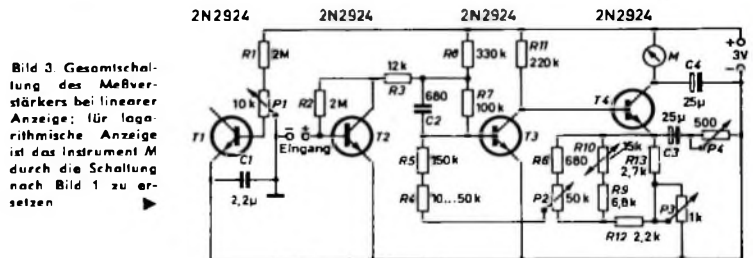 2N2924 2N2924 2N2924 2N2924
Bild 3. Gesamtschal-
tung des Meßver-
stärkers bei linearer
Anzeige; für loga-
rithmische Anzeige
ist das Instrument M
durch die Schaltung
nach Bild 1 zu er-
setzen
R1 2M
10k P1
T1
C1
2,2µ
R2 2M
Eingang
T2
12k
R3
680
C2
R5 150k
R4 10...50k
R8 330k
R7
100k
R11
220k
T3
T4
M
+
3V
-
C4
25µ
25µ
C3
500
P4
R6
680
R10
15k
R13
2,7k
P2
50k
R9
6,8k
R12 2,2k
P3
1k